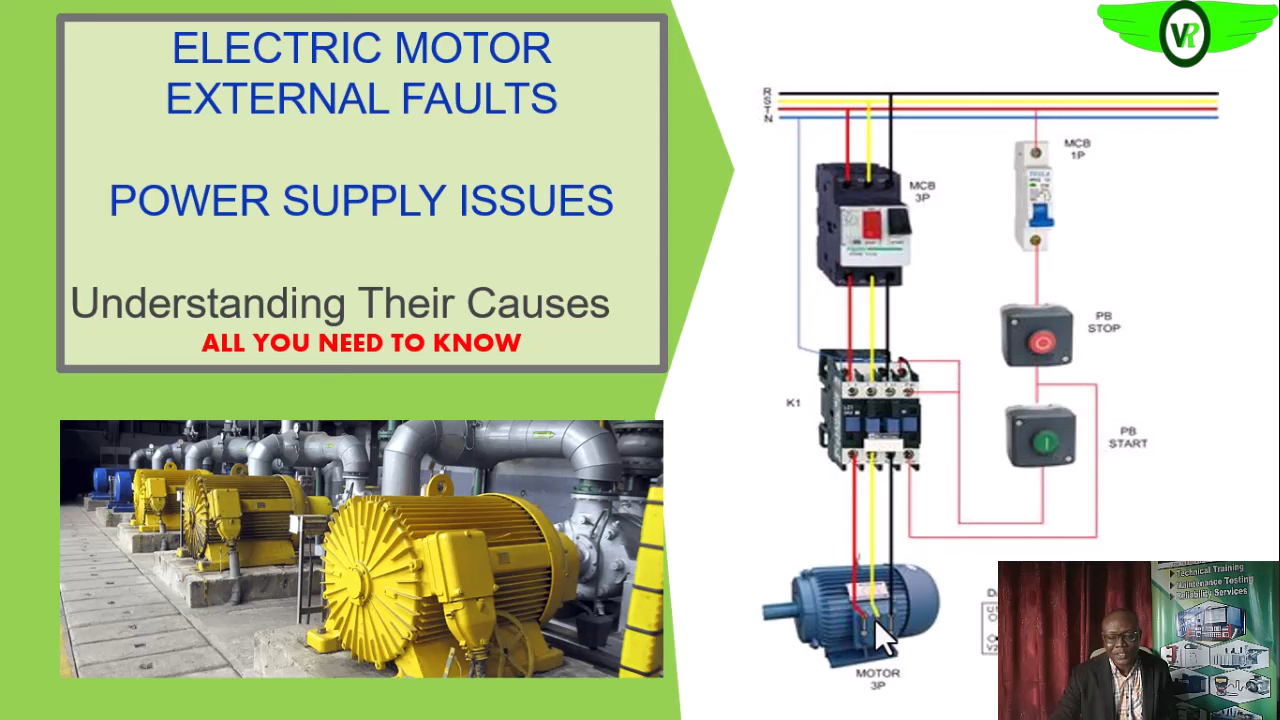 ELECTRIC MOTOR
EXTERNAL FAULTS
POWER SUPPLY ISSUES
Understanding Their Causes
ALL YOU NEED TO KNOW
VR
R
S
T
N
MCB
3P
MCB
1P
PB
STOP
K1
PB
START
MOTOR
3P
Technical Training
Maintenance Testing
Reliability Services